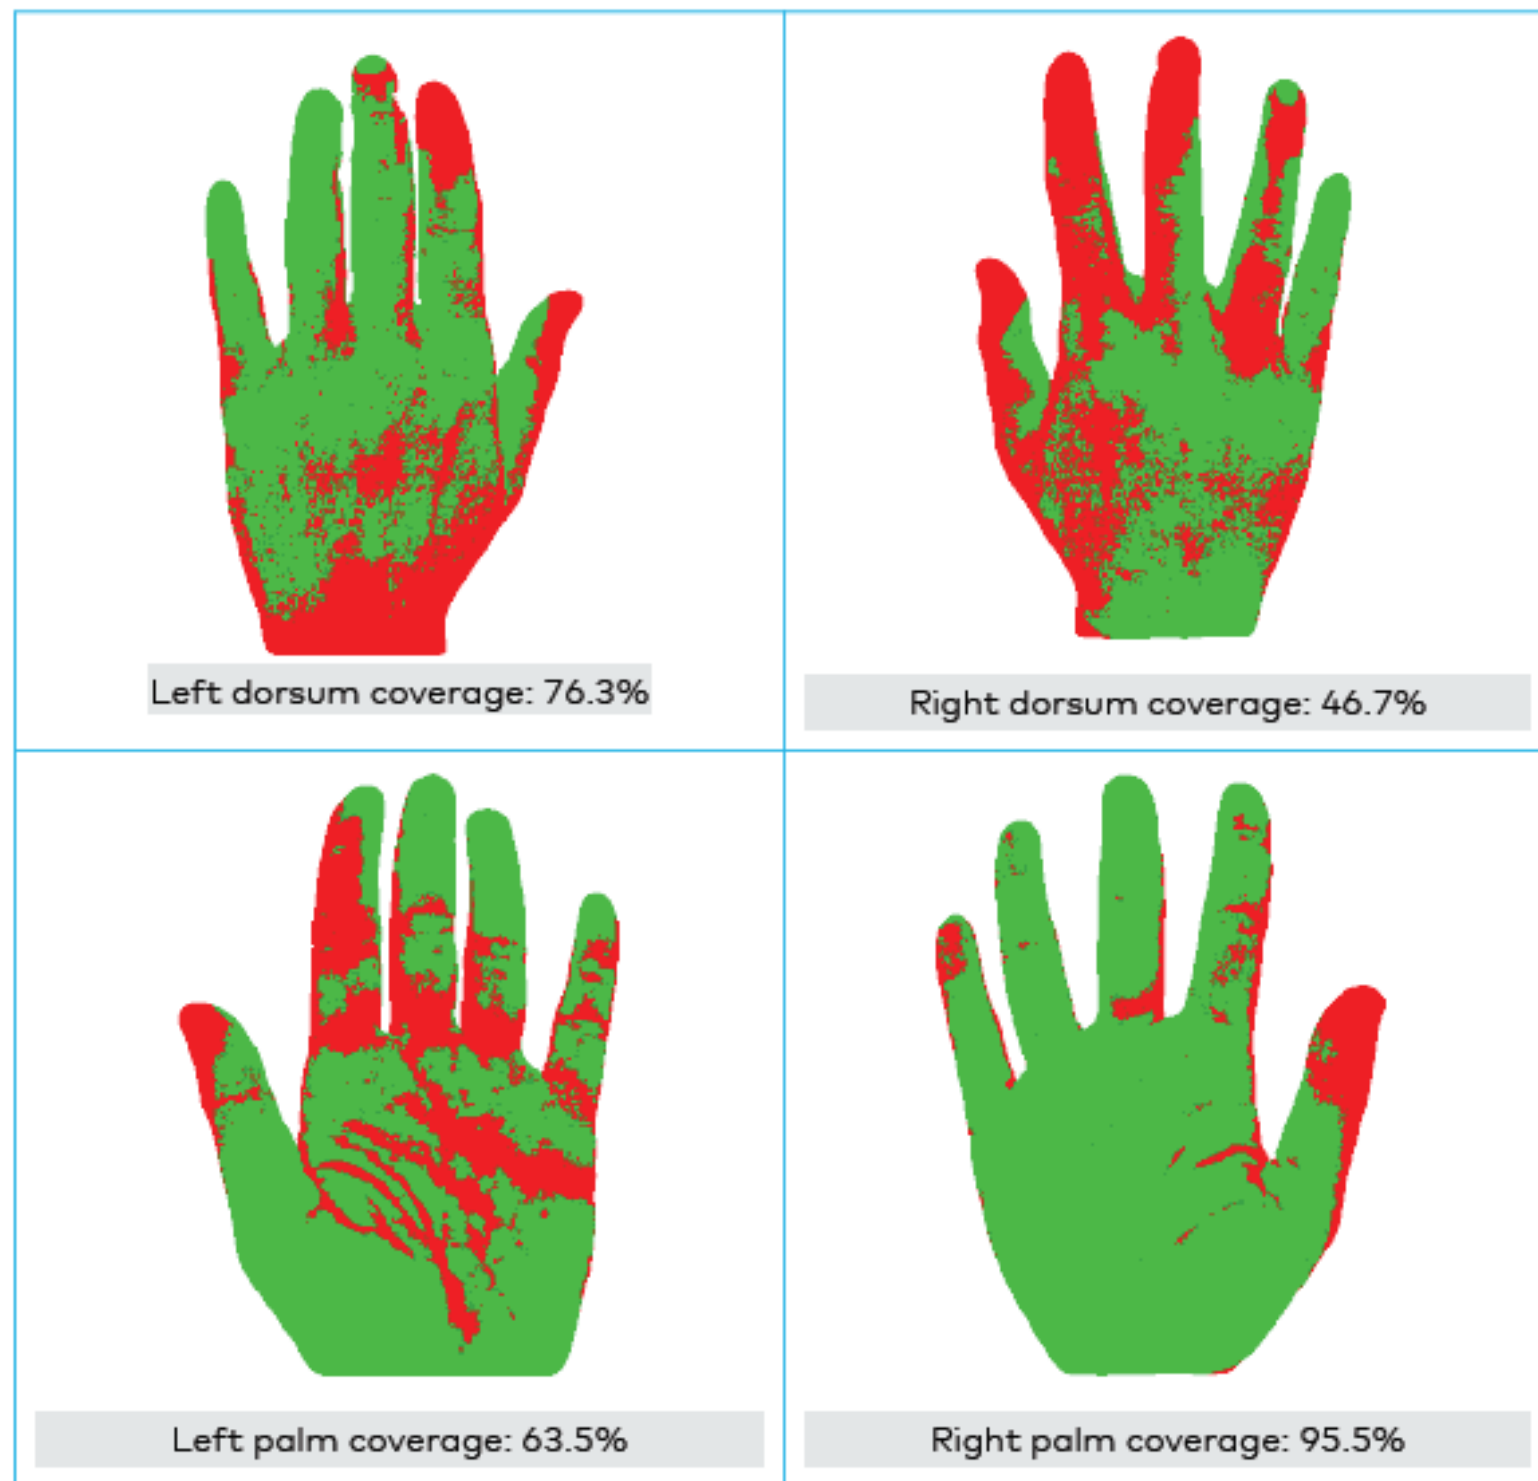 Left dorsum coverage: 76.3%
Right dorsum coverage: 46.7%
Left palm coverage: 63.5%
Right palm coverage: 95.5%